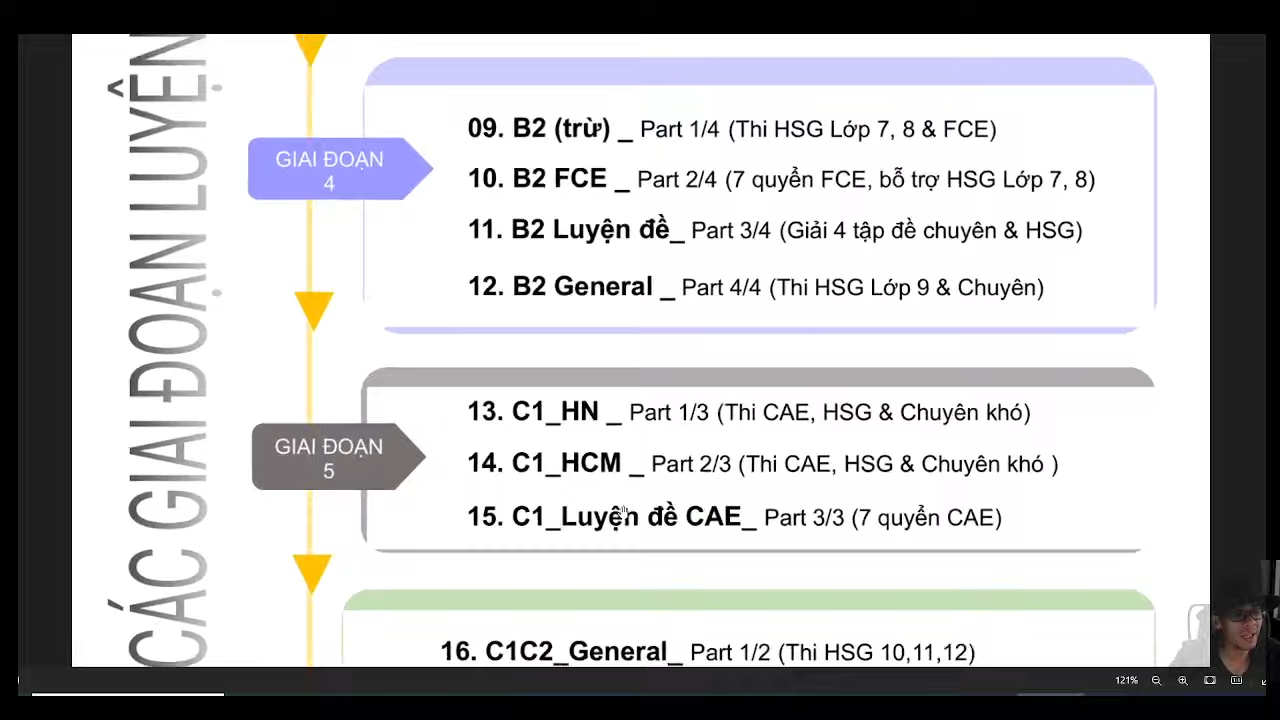 CÁC GIAI ĐOẠN LUYỆN
GIAI ĐOẠN
4
09. B2 (trừ) _ Part 1/4 (Thi HSG Lớp 7, 8 & FCE)
10. B2 FCE _ Part 2/4 (7 quyển FCE, bỗ trợ HSG Lớp 7, 8)
11. B2 Luyện đề_ Part 3/4 (Giải 4 tập đề chuyên & HSG)
12. B2 General _ Part 4/4 (Thi HSG Lớp 9 & Chuyên)
GIAI ĐOẠN
5
13. C1_HN _ Part 1/3 (Thi CAE, HSG & Chuyên khó)
14. C1_HCM _ Part 2/3 (Thi CAE, HSG & Chuyên khó )
15. C1_Luyện đề CAE_ Part 3/3 (7 quyển CAE)
16. C1C2_General_ Part 1/2 (Thi HSG 10,11,12)
121%